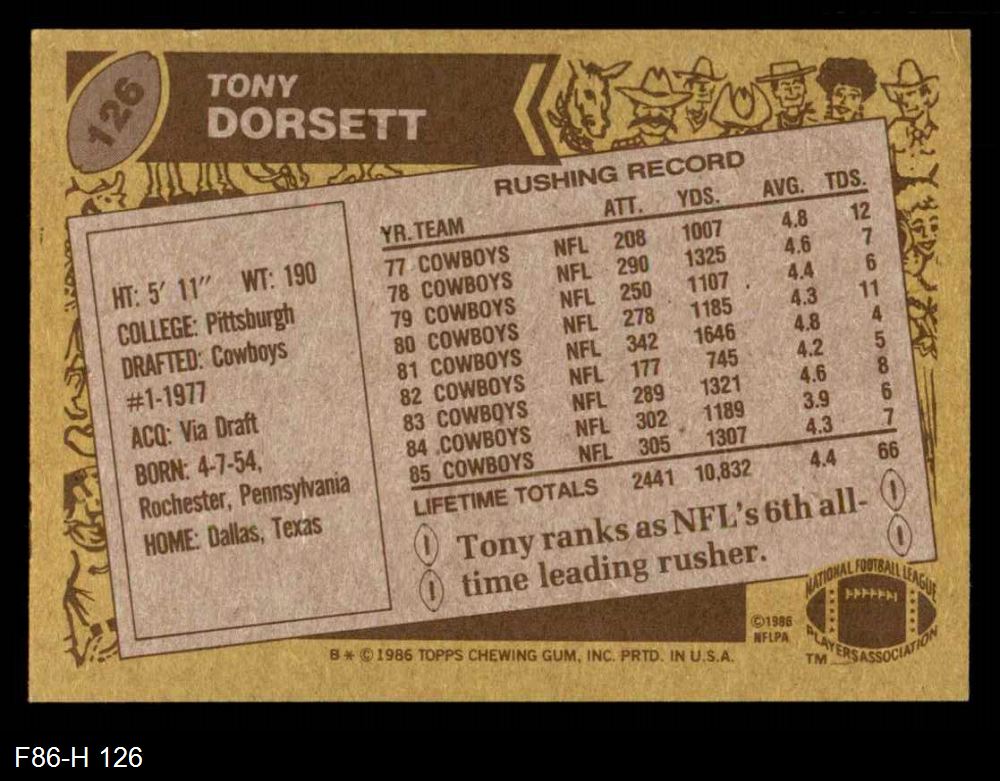 126
TONY
DORSETT
HT: 5' 11" WT: 190
COLLEGE: Pittsburgh
DRAFTED: Cowboys
#1-1977
ACQ: Via Draft
BORN: 4-7-54,
Rochester, Pennsylvania
HOME: Dallas, Texas
RUSHING RECORD
YR. TEAM ATT. YDS. AVG. TDS.
77 COWBOYS NFL 208 1007 4.8 12
78 COWBOYS NFL 290 1325 4.6 7
79 COWBOYS NFL 250 1107 4.4 6
80 COWBOYS NFL 278 1185 4.3 11
81 COWBOYS NFL 342 1646 4.8 4
82 COWBOYS NFL 177 745 4.2 5
83 COWBOYS NFL 289 1321 4.6 8
84 COWBOYS NFL 302 1189 3.9 6
85 COWBOYS NFL 305 1307 4.3 7
LIFETIME TOTALS 2441 10,832 4.4 66
Tony ranks as NFL's 6th all-
time leading rusher.
NATIONAL FOOTBALL LEAGUE
PLAYERS ASSOCIATION
TM
©1986
NFLPA
B * © 1986 TOPPS CHEWING GUM, INC. PRTD. IN U.S.A.
F86-H 126